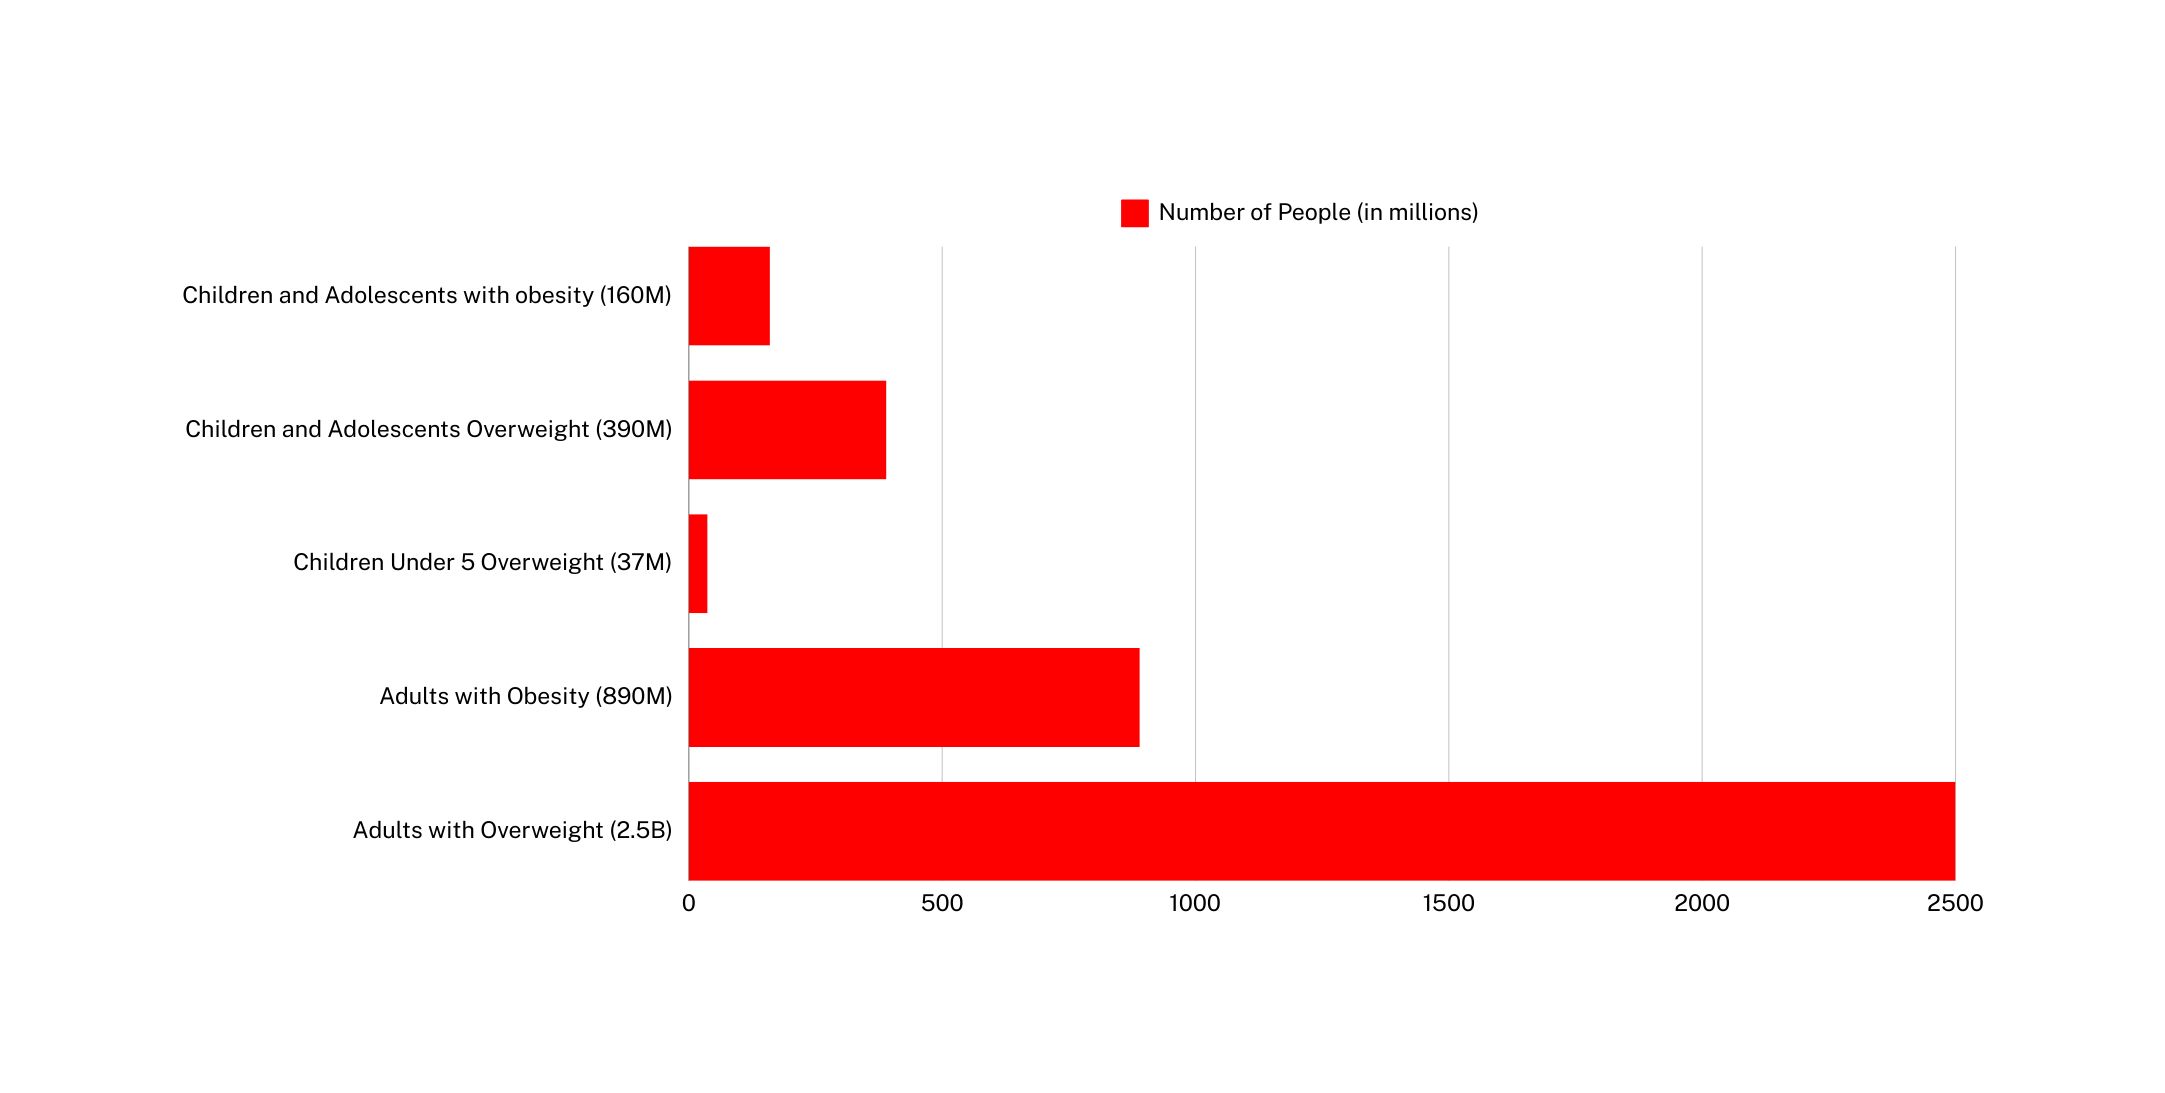 Number of People (in millions)
Children and Adolescents with obesity (160M)
Children and Adolescents Overweight (390M)
Children Under 5 Overweight (37M)
Adults with Obesity (890M)
Adults with Overweight (2.5B)
0 500 1000 1500 2000 2500